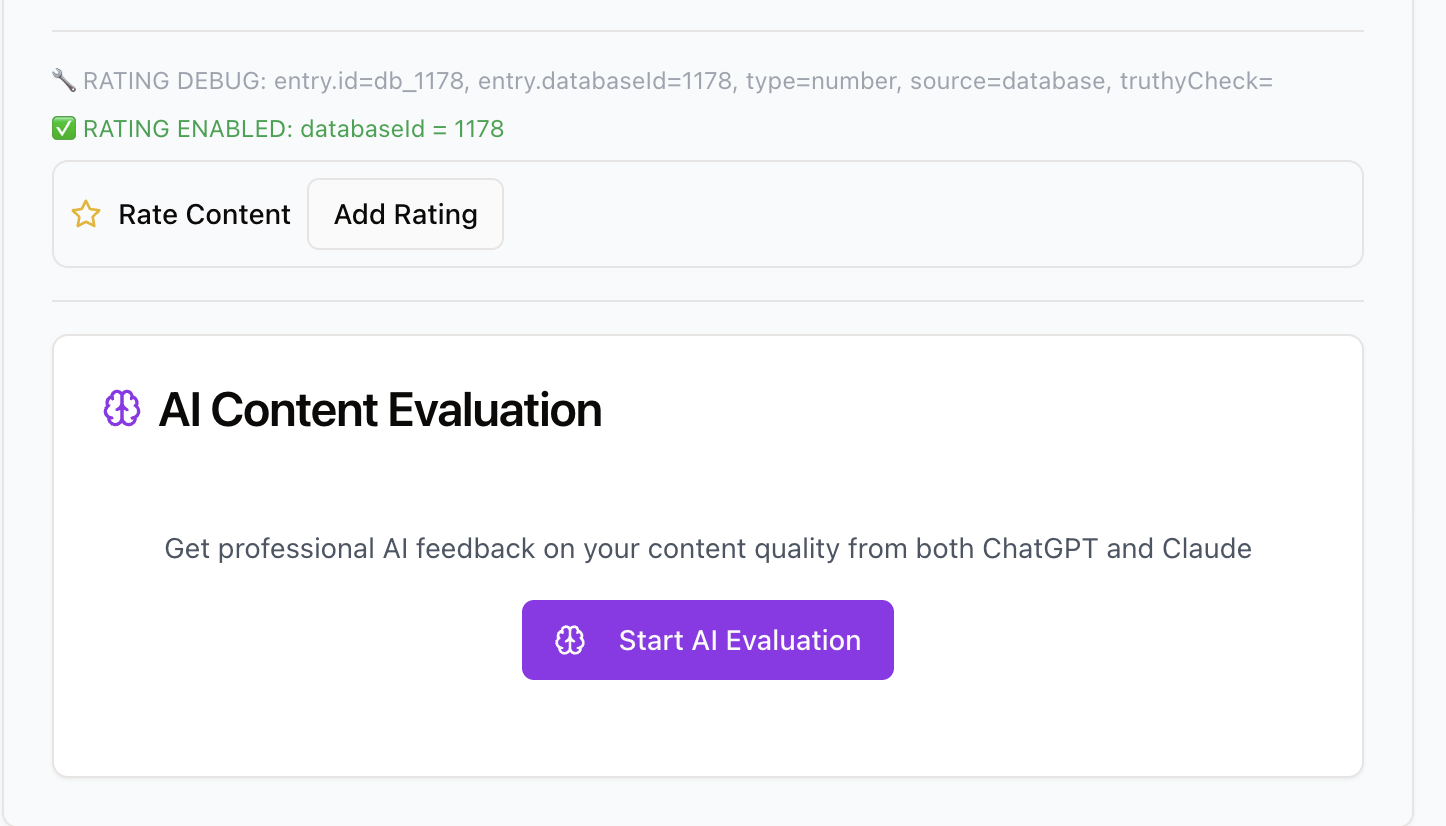 🔧 RATING DEBUG: entry.id=db_1178, entry.databaseId=1178, type=number, source=database, truthyCheck=
✅ RATING ENABLED: databaseId = 1178
Rate Content Add Rating
AI Content Evaluation
Get professional AI feedback on your content quality from both ChatGPT and Claude
Start AI Evaluation